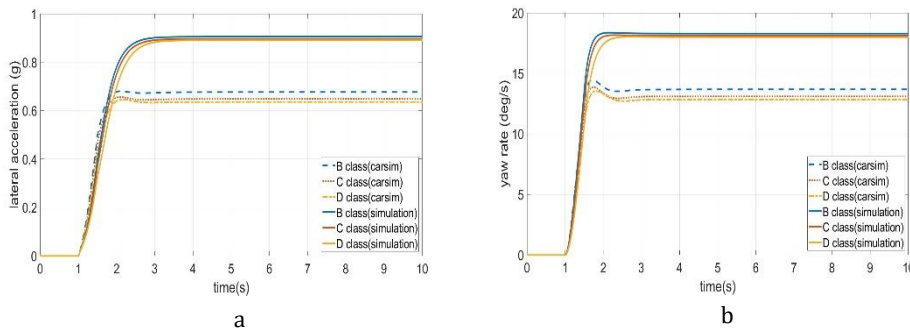 lateral acceleration (g)
1
0.8
0.6
0.4
0.2
0
B class(carsim)
C class(carsim)
D class(carsim)
B class(simulation)
C class(simulation)
D class(simulation)
0 1 2 3 4 5 6 7 8 9 10
time(s)
a
yaw rate (deg/s)
20
15
10
5
0
B class(carsim)
C class(carsim)
D class(carsim)
B class(simulation)
C class(simulation)
D class(simulation)
0 1 2 3 4 5 6 7 8 9 10
time(s)
b